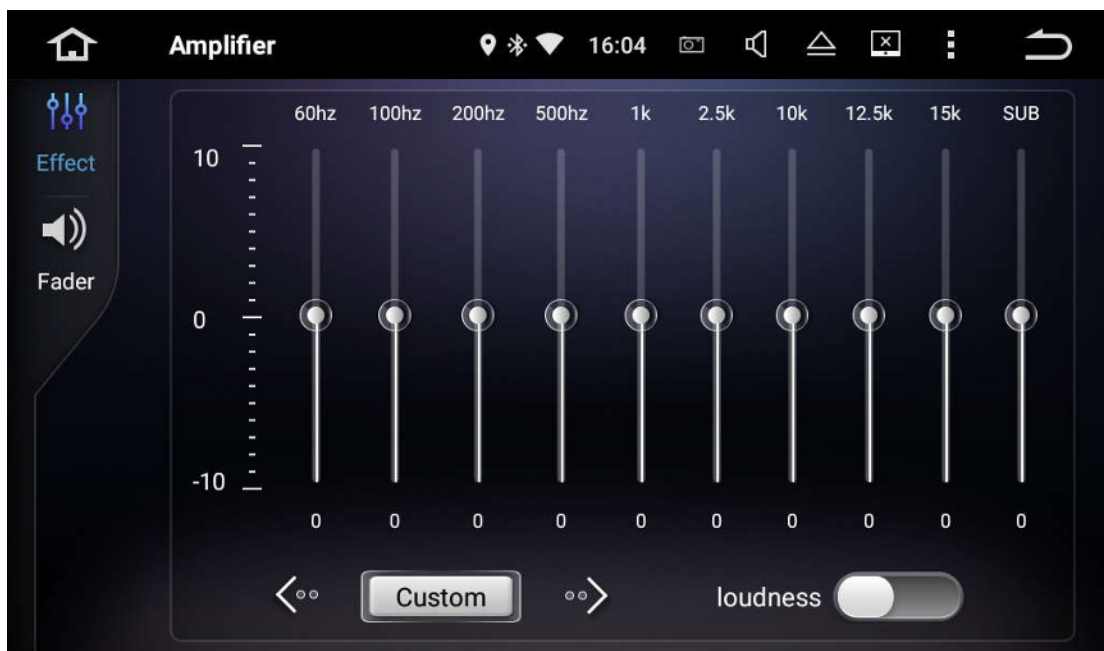 Amplifier 16:04
Effect
Fader
60hz 100hz 200hz 500hz 1k 2.5k 10k 12.5k 15k SUB
10
0
-10
0 0 0 0 0 0 0 0 0 0
Custom loudness